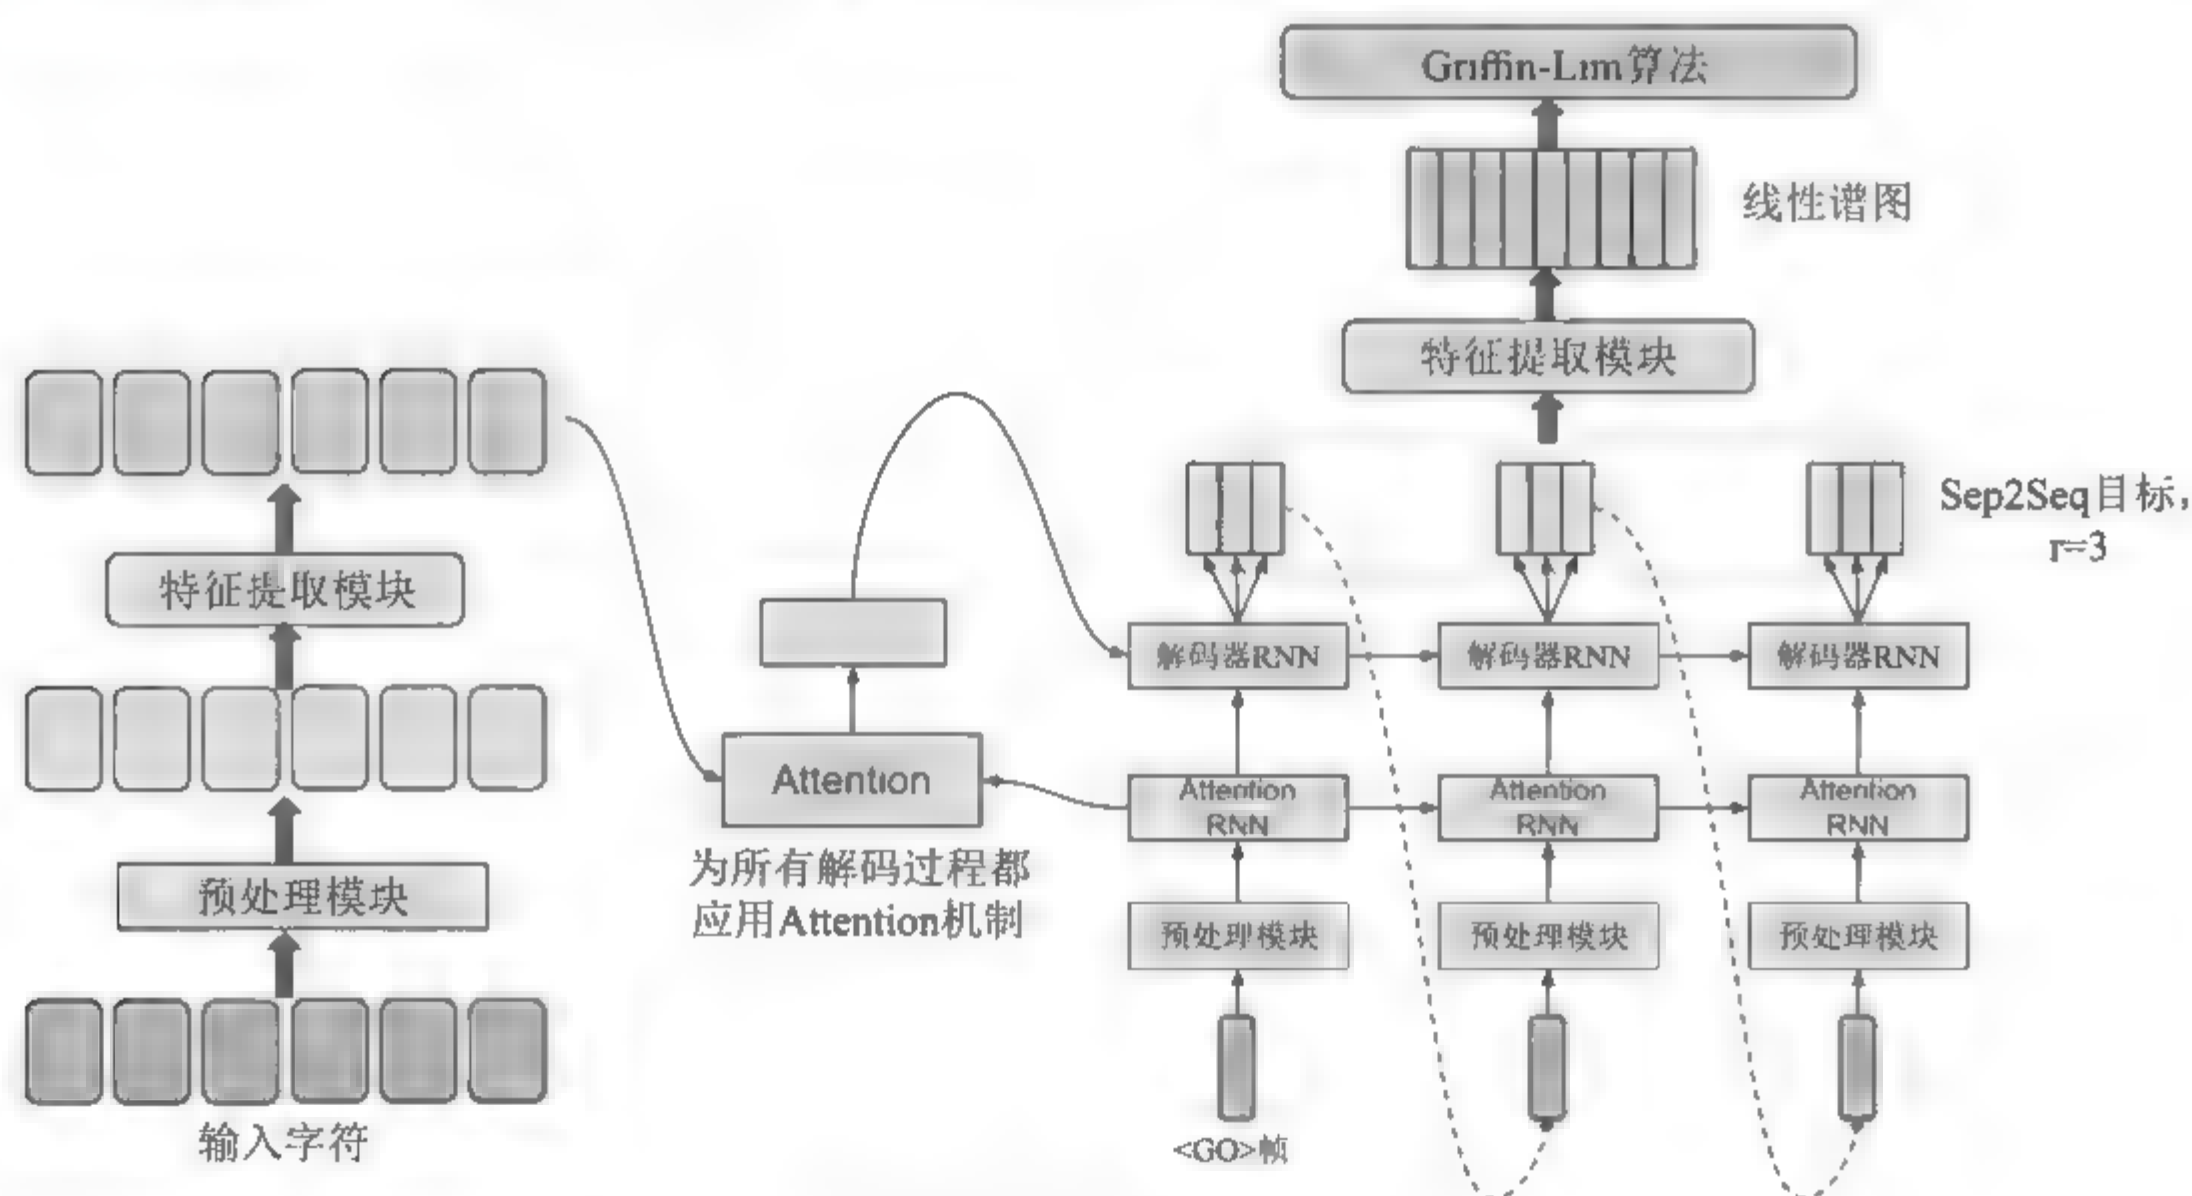 Griffin-Lim算法
线性谱图
特征提取模块
Sep2Seq目标,
r=3
特征提取模块
解码器RNN
解码器RNN
解码器RNN
Attention
Attention
RNN
Attention
RNN
Attention
RNN
为所有解码过程都
应用Attention机制
预处理模块
预处理模块
预处理模块
预处理模块
输入字符
<GO>帧